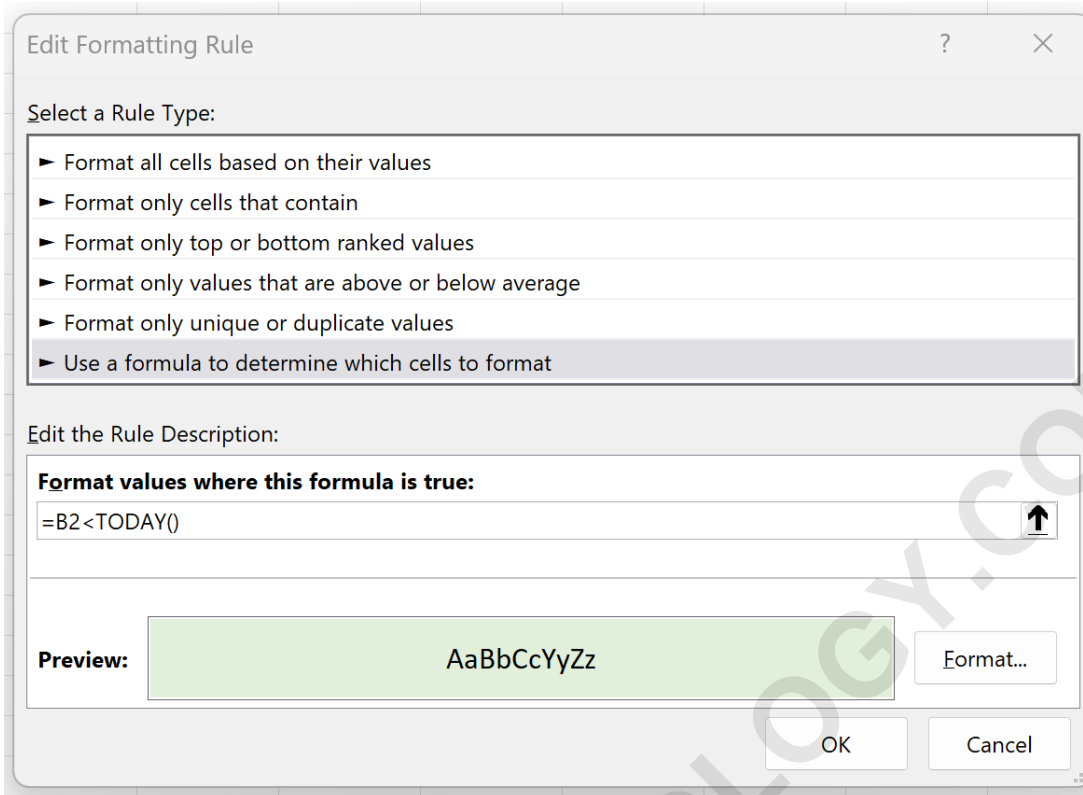 Edit Formatting Rule ?
Select a Rule Type:
► Format all cells based on their values
► Format only cells that contain
► Format only top or bottom ranked values
► Format only values that are above or below average
► Format only unique or duplicate values
► Use a formula to determine which cells to format
Edit the Rule Description:
Format values where this formula is true:
=B2<TODAY()
Preview: AaBbCcYyZz Format...
OK Cancel